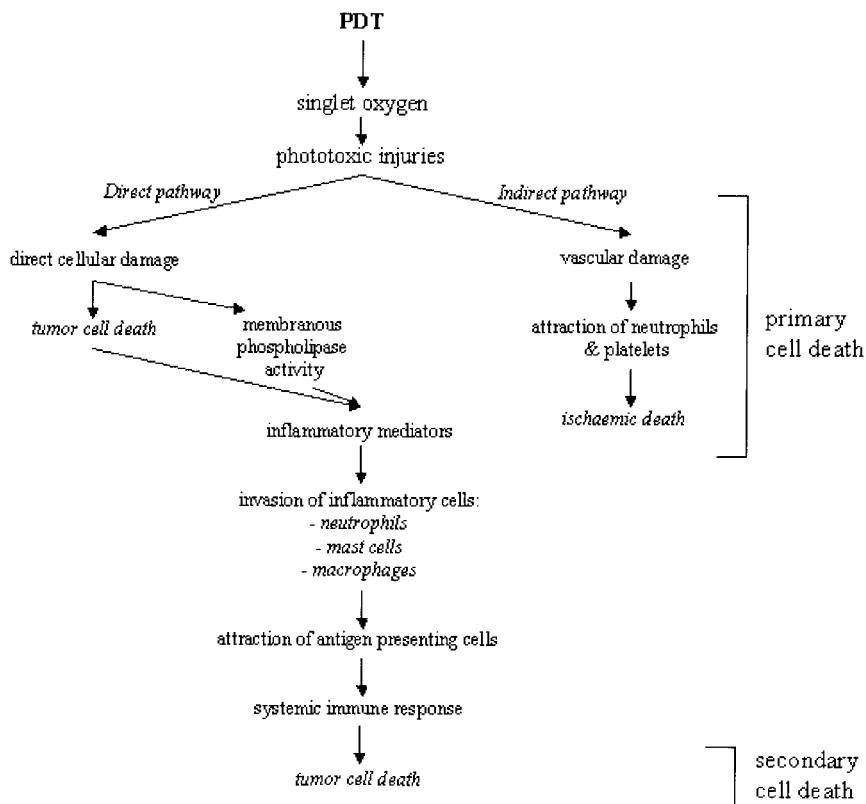 PDT
singlet oxygen
phototoxic injuries
Direct pathway
Indirect pathway
direct cellular damage
vascular damage
tumor cell death
membranous
phospholipase
activity
attraction of neutrophils
& platelets
primary
cell death
ischaemic death
inflammatory mediators
invasion of inflammatory cells:
- neutrophils
- mast cells
- macrophages
attraction of antigen presenting cells
systemic immune response
tumor cell death
secondary
cell death